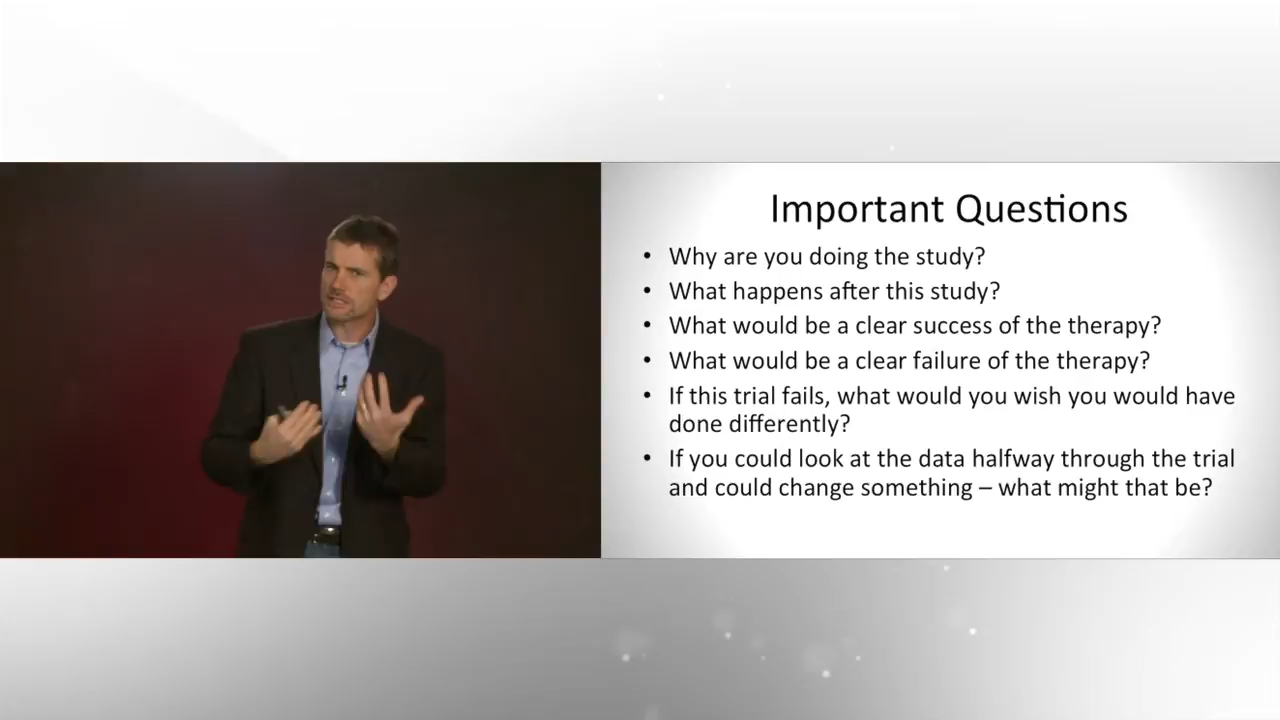 Important Questions
• Why are you doing the study?
• What happens after this study?
• What would be a clear success of the therapy?
• What would be a clear failure of the therapy?
• If this trial fails, what would you wish you would have
done differently?
• If you could look at the data halfway through the trial
and could change something – what might that be?